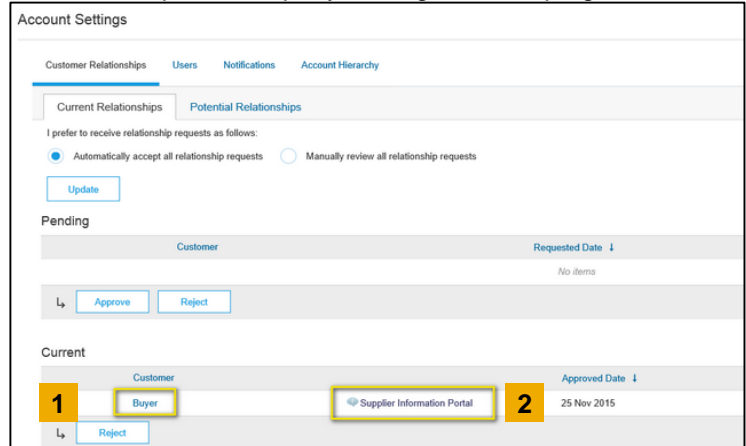 Account Settings
Customer Relationships Users Notifications Account Hierarchy
Current Relationships Potential Relationships
I prefer to receive relationship requests as follows:
Automatically accept all relationship requests Manually review all relationship requests
Update
Pending
Customer Requested Date ↓
No items
Approve Reject
Current
Customer Approved Date ↓
1 Buyer Supplier Information Portal 2 25 Nov 2015
Reject